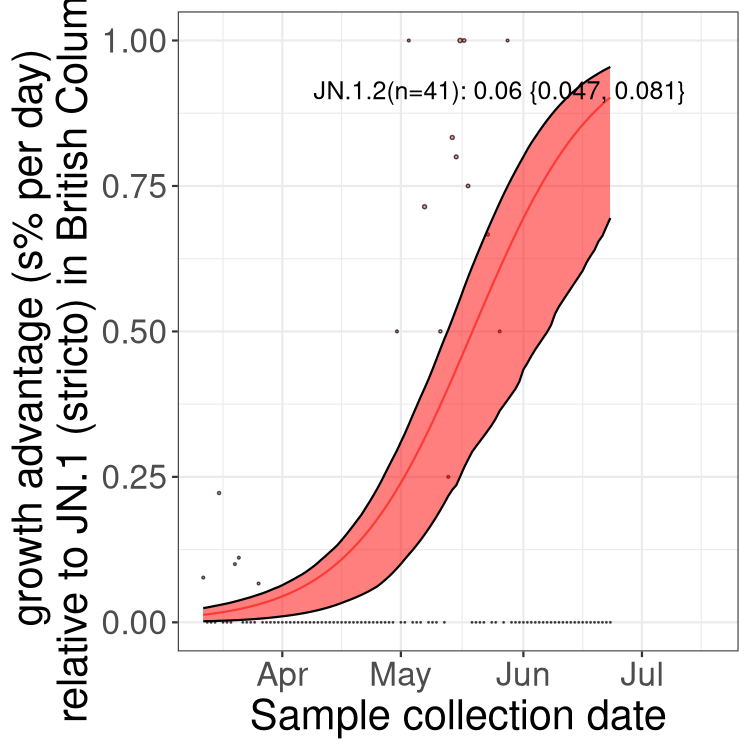 growth advantage (s% per day)
relative to JN.1 (stricto) in British Colum
1.00
0.75
0.50
0.25
0.00
JN.1.2(n=41): 0.06 {0.047, 0.081}
Apr May Jun Jul
Sample collection date